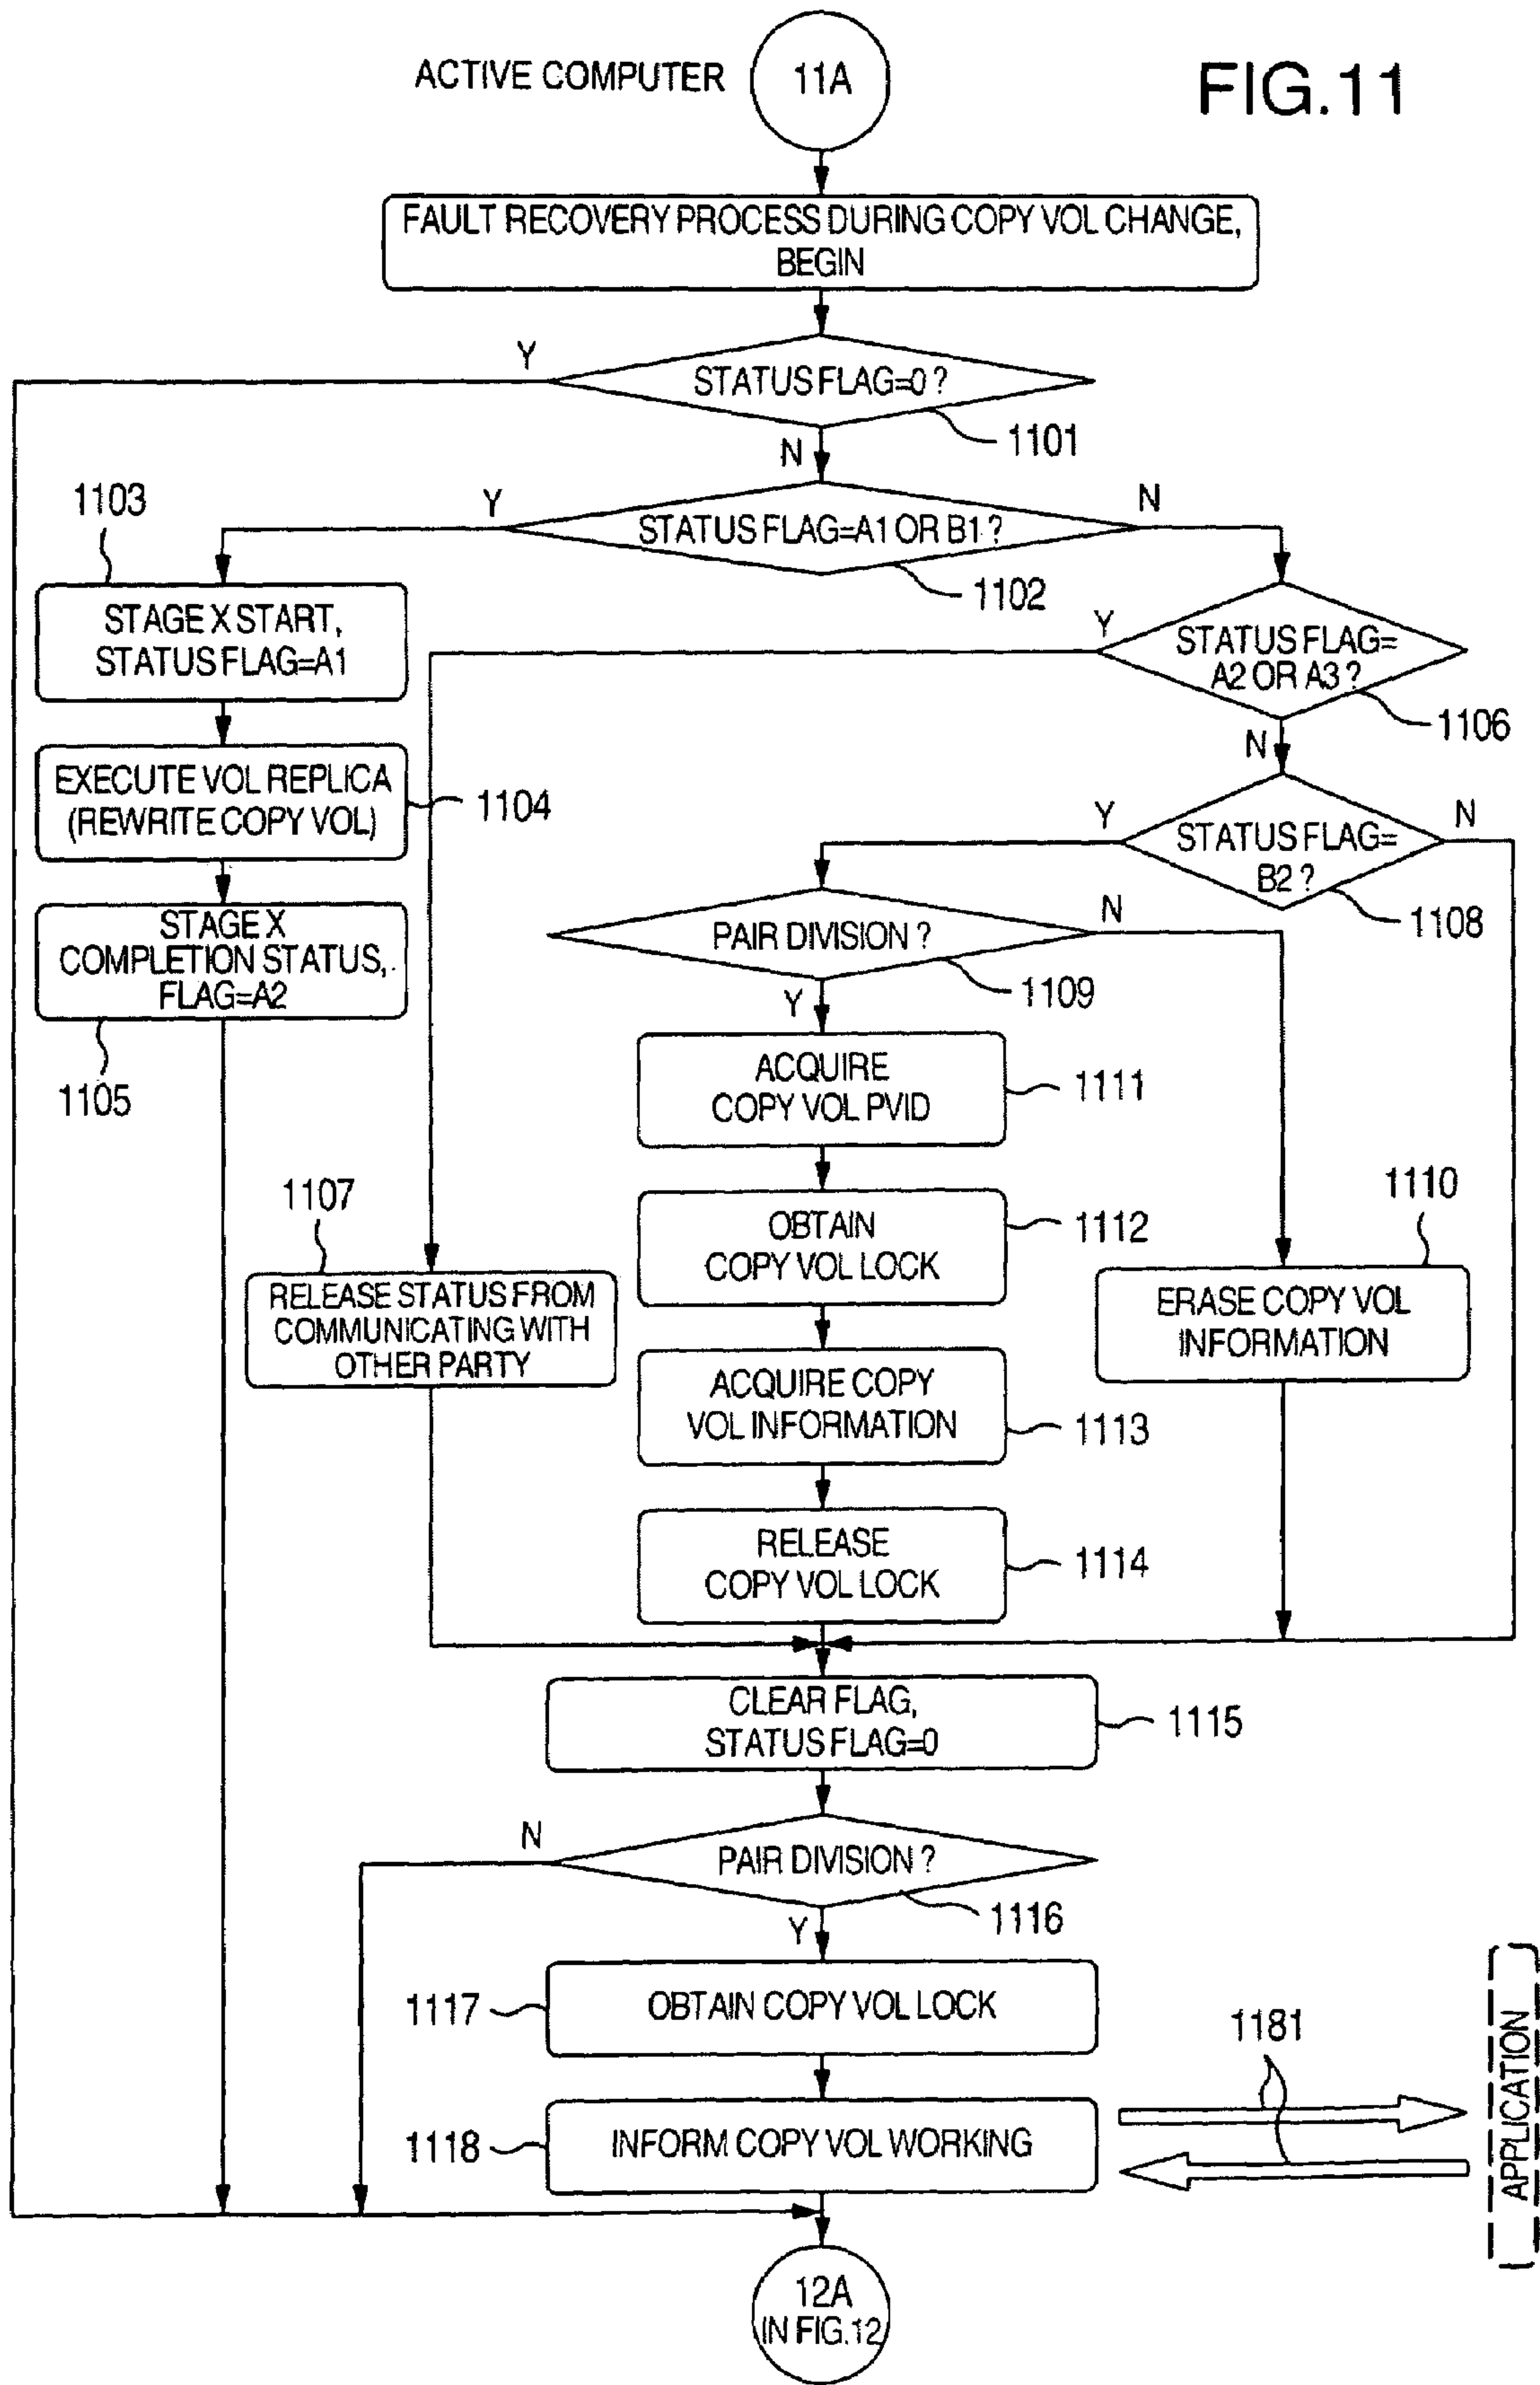 ACTIVE COMPUTER
11A
FIG.11
FAULT RECOVERY PROCESS DURING COPY VOL CHANGE,
BEGIN
Y
STATUS FLAG=0 ?
1101
N
1103
Y
STATUS FLAG=A1 OR B1 ?
N
1102
STAGE X START,
STATUS FLAG=A1
Y
STATUS FLAG=
A2 OR A3 ?
1106
N
EXECUTE VOL REPLICA
(REWRITE COPY VOL)
1104
Y
STATUS FLAG=
B2 ?
N
1108
STAGE X
COMPLETION STATUS,
FLAG=A2
1105
PAIR DIVISION ?
N
1109
Y
ACQUIRE
COPY VOL PVID
1111
1107
OBTAIN
COPY VOL LOCK
1112
1110
RELEASE STATUS FROM
COMMUNICATING WITH
OTHER PARTY
ERASE COPY VOL
INFORMATION
ACQUIRE COPY
VOL INFORMATION
1113
RELEASE
COPY VOL LOCK
1114
CLEAR FLAG,
STATUS FLAG=0
1115
N
PAIR DIVISION ?
1116
Y
1117
OBTAIN COPY VOL LOCK
1181
APPLICATION
1118
INFORM COPY VOL WORKING
12A
IN FIG.12